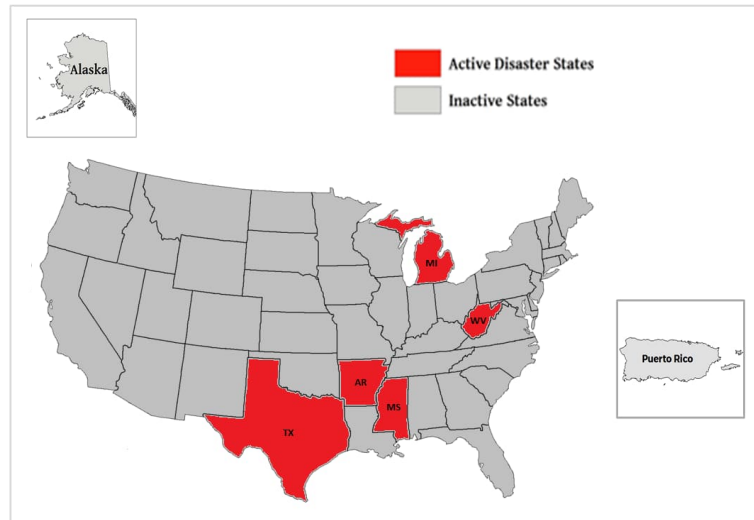 Alaska
Active Disaster States
Inactive States
MI
WV
AR
MS
TX
Puerto Rico